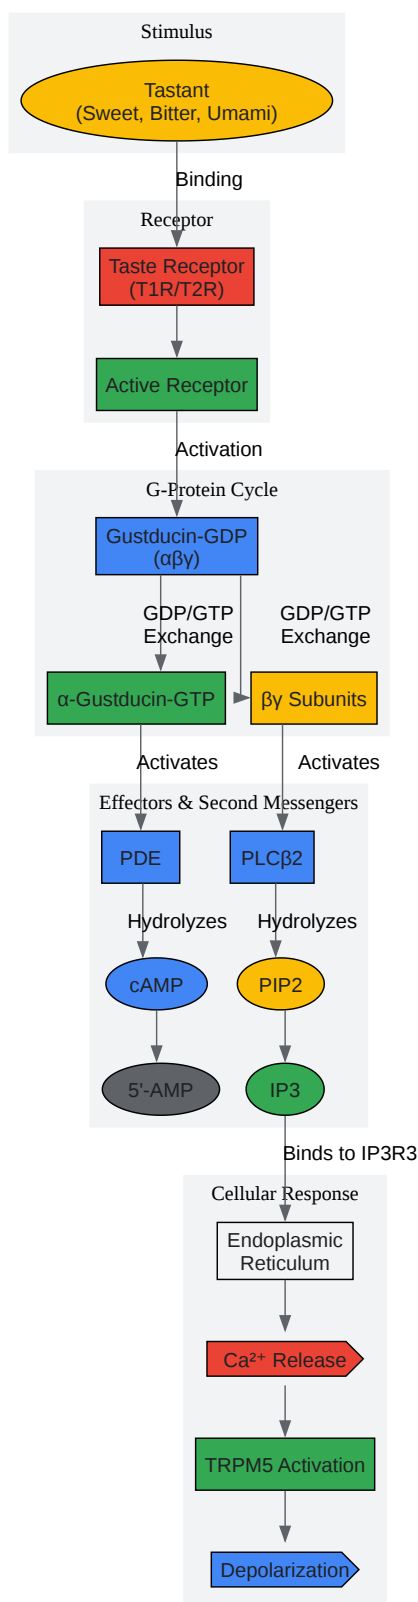 Stimulus
Tastant
(Sweet, Bitter, Umami)
Binding
Receptor
Taste Receptor
(T1R/T2R)
Active Receptor
Activation
G-Protein Cycle
Gustducin-GDP
(αβγ)
GDP/GTP
Exchange
GDP/GTP
Exchange
α-Gustducin-GTP
βγ Subunits
Activates
Activates
Effectors & Second Messengers
PDE
PLCβ2
Hydrolyzes
Hydrolyzes
cAMP
PIP2
5'-AMP
IP3
Binds to IP3R3
Cellular Response
Endoplasmic
Reticulum
Ca²⁺ Release
TRPM5 Activation
Depolarization